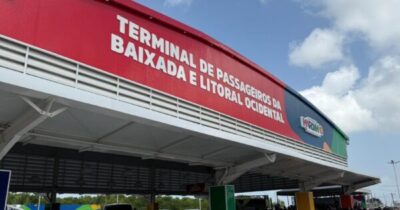 TERMINAL DE PASSAGEIROS DA
BAIXADA E LITORAL OCIDENTAL